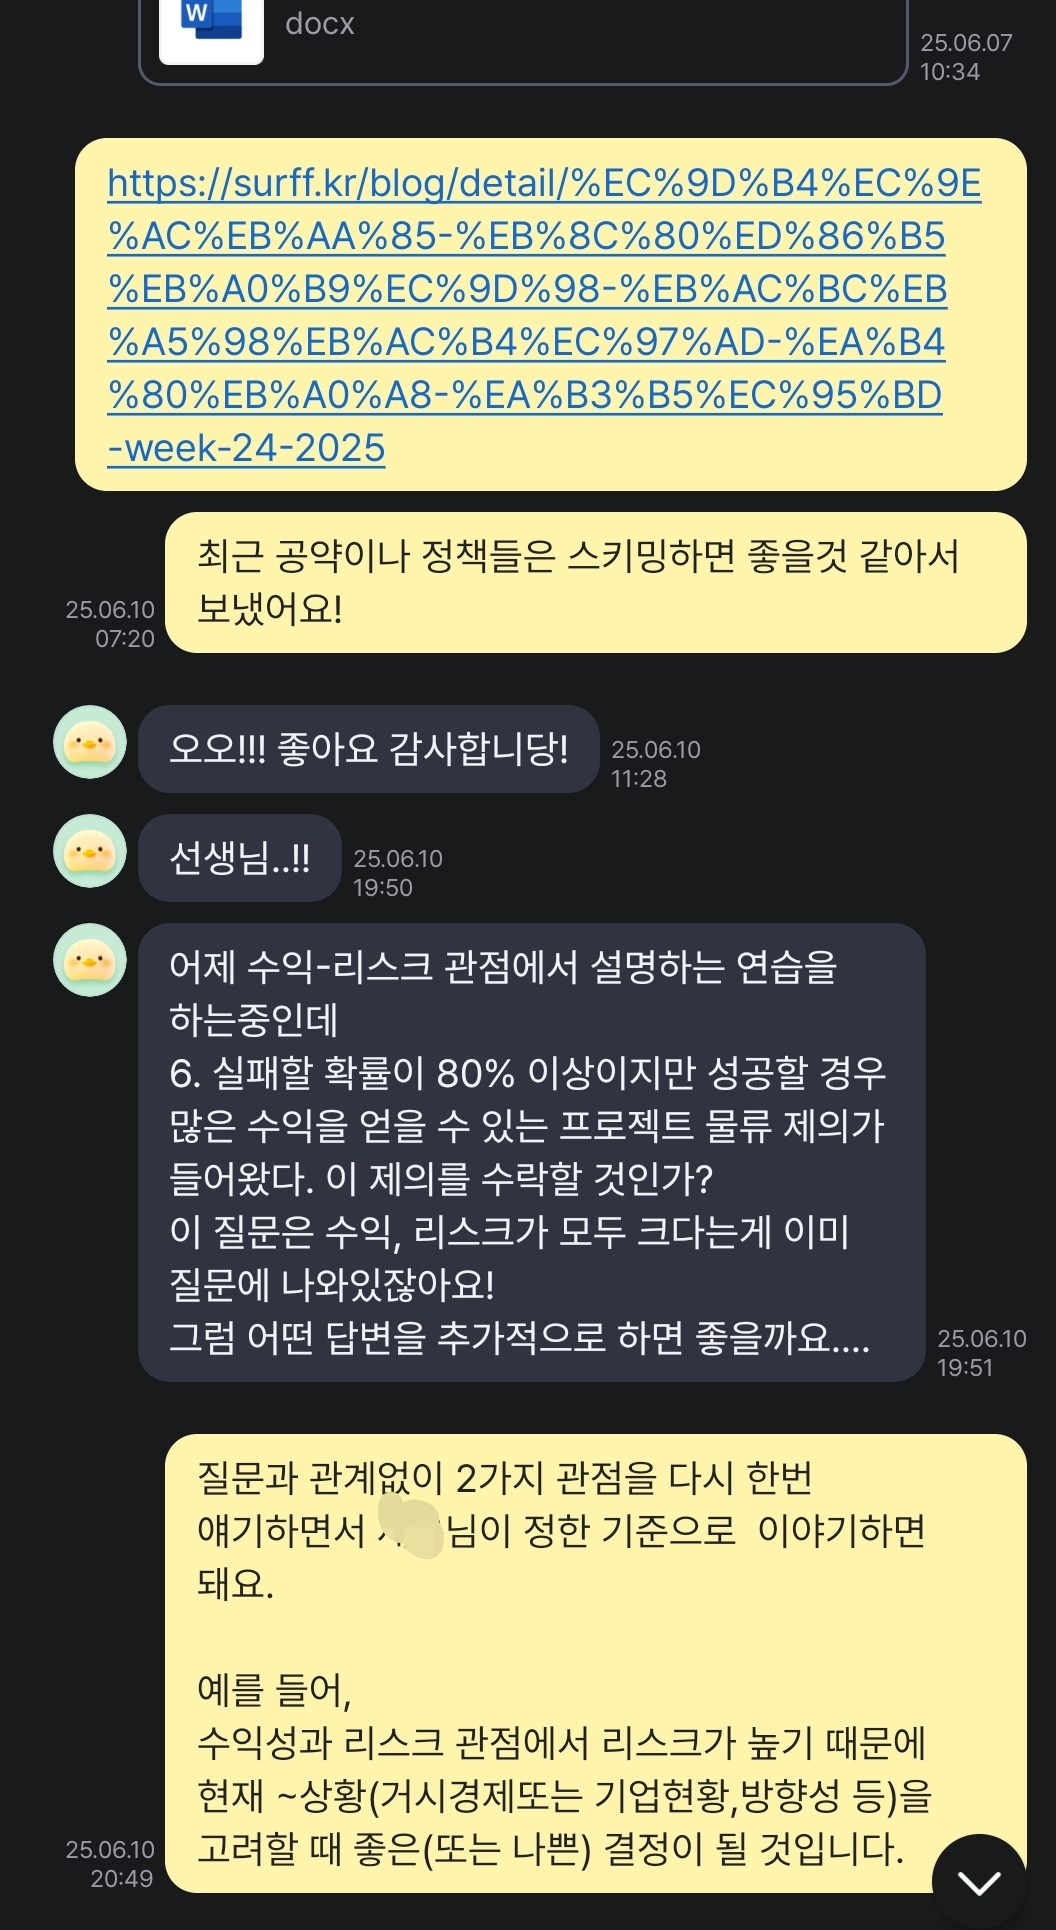 W
docx
25.06.07
10:34
https://surff.kr/blog/detail/%EC%9D%B4%EC%9E
%AC%EB%AA%85-%EB%8C%80%ED%86%B5
%EB%A0%B9%EC%9D%98-%EB%AC%BC%EB
%A5%98%EB%AC%B4%EC%97%AD-%EA%B4
%80%EB%A0%A8-%EA%B3%B5%EC%95%BD
-week-24-2025
최근 공약이나 정책들은 스키밍하면 좋을것 같아서
보냈어요!
25.06.10
07:20
오오!!! 좋아요 감사합니당!
25.06.10
11:28
선생님..!!
25.06.10
19:50
어제 수익-리스크 관점에서 설명하는 연습을
하는중인데
6. 실패할 확률이 80% 이상이지만 성공할 경우
많은 수익을 얻을 수 있는 프로젝트 물류 제의가
들어왔다. 이 제의를 수락할 것인가?
이 질문은 수익, 리스크가 모두 크다는게 이미
질문에 나와있잖아요!
그럼 어떤 답변을 추가적으로 하면 좋을까요....
25.06.10
19:51
질문과 관계없이 2가지 관점을 다시 한번
얘기하면서 님이 정한 기준으로 이야기하면
돼요.
예를 들어,
수익성과 리스크 관점에서 리스크가 높기 때문에
현재 ~상황(거시경제또는 기업현황,방향성 등)을
고려할 때 좋은(또는 나쁜) 결정이 될 것입니다.
25.06.10
20:49